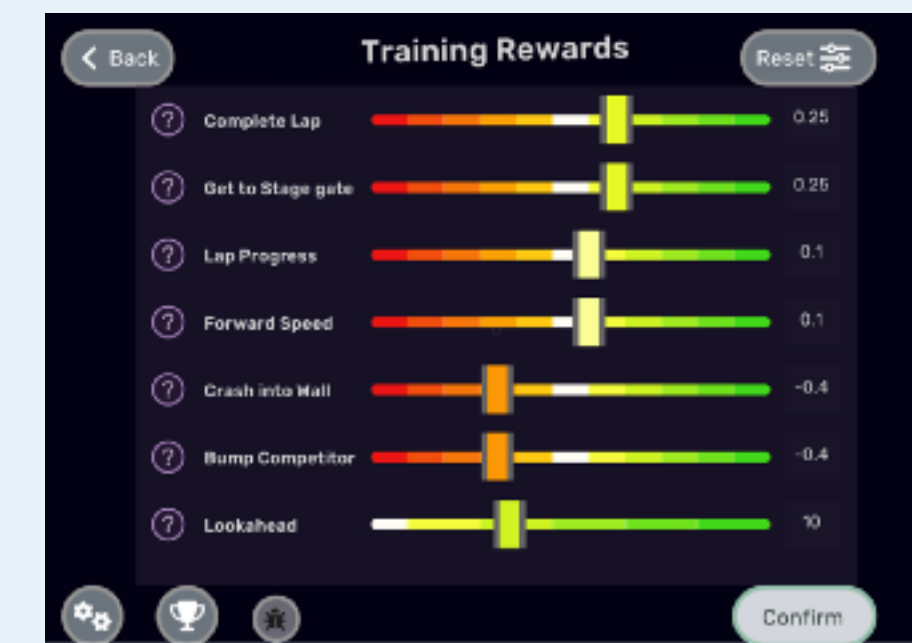 Back
Training Rewards
Reset
? Complete Lap 0.25
? Get to Stage gate 0.25
? Lap Progress 0.1
? Forward Speed 0.1
? Crash into Wall -0.4
? Bump Competitor -0.4
? Lookahead 10
Confirm